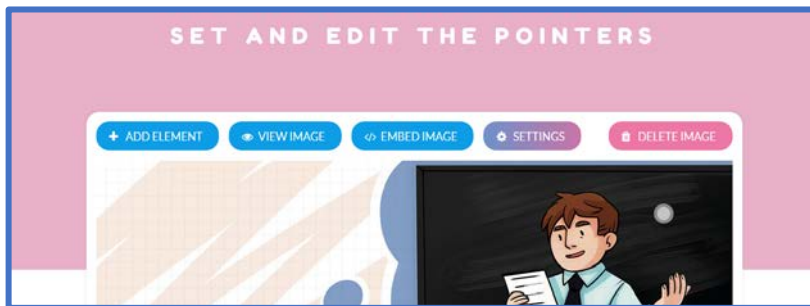 SET AND EDIT THE POINTERS
ADD ELEMENT VIEW IMAGE EMBED IMAGE SETTINGS DELETE IMAGE